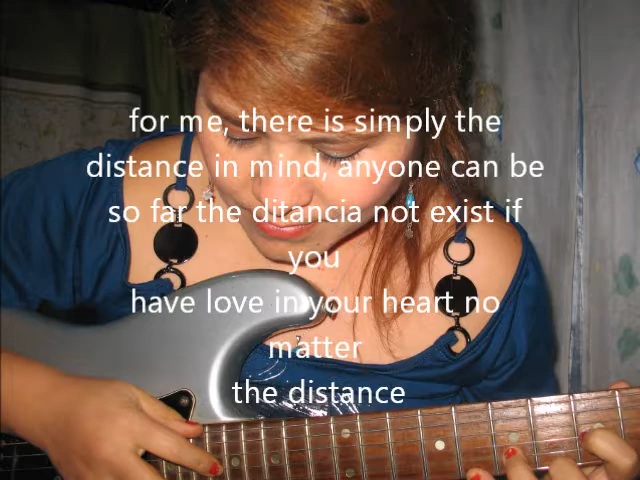 for me, there is simply the
distance in mind, anyone can be
so far the ditancia not exist if
you
have love in your heart no
matter
the distance